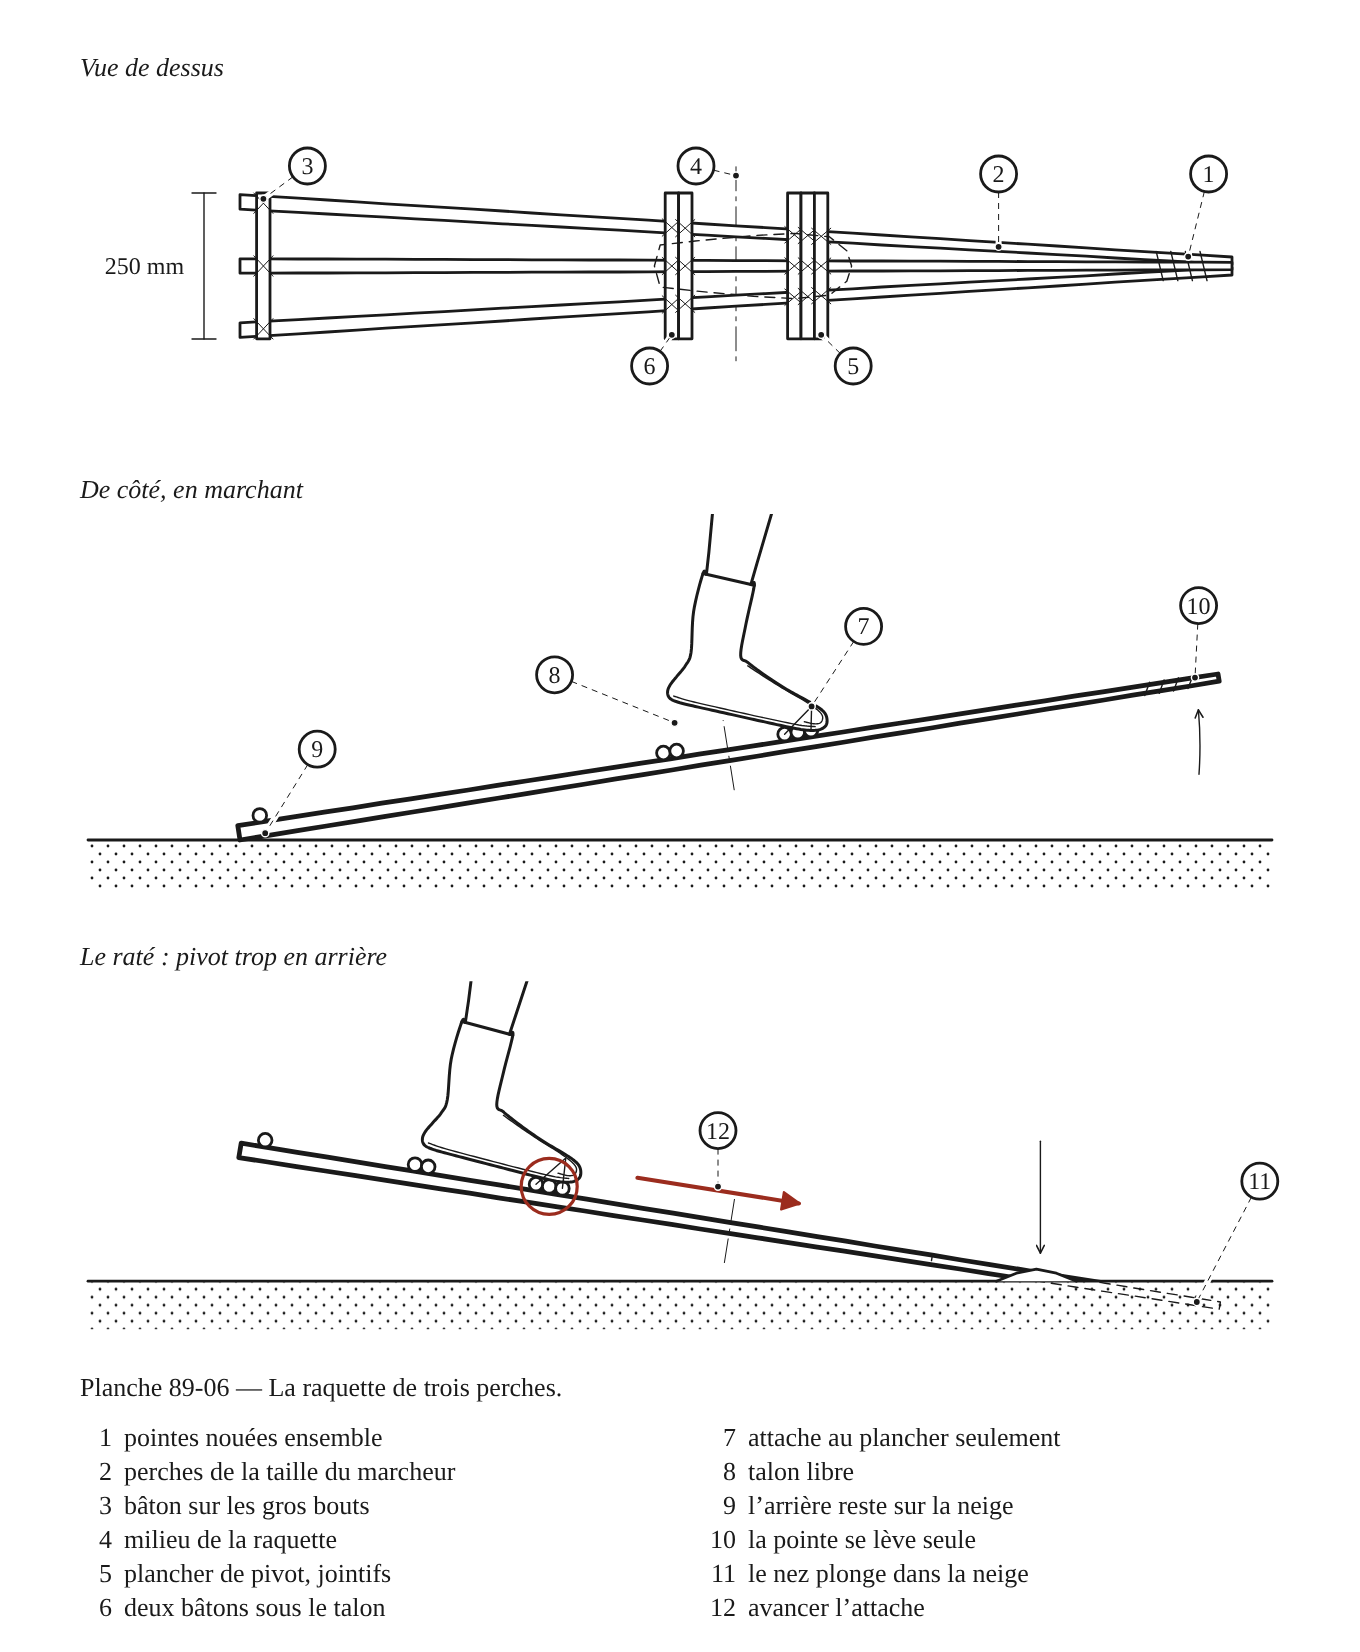 Vue de dessus
3
4
2
1
250 mm
6
5
De côté, en marchant
10
7
8
9
Le raté : pivot trop en arrière
12
11
Planche 89-06 — La raquette de trois perches.
1 pointes nouées ensemble
2 perches de la taille du marcheur
3 bâton sur les gros bouts
4 milieu de la raquette
5 plancher de pivot, jointifs
6 deux bâtons sous le talon
7 attache au plancher seulement
8 talon libre
9 l’arrière reste sur la neige
10 la pointe se lève seule
11 le nez plonge dans la neige
12 avancer l’attache